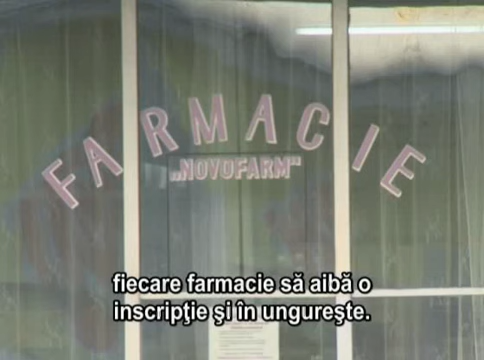 FARMACIE
„NOVOFARM"
fiecare farmacie să aibă o
inscripţie şi în ungureşte.